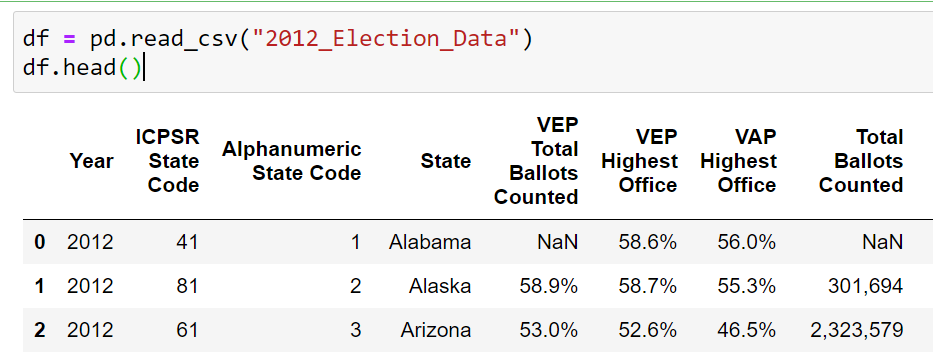 df = pd.read_csv("2012_Election_Data")
df.head()
Year ICPSR State Code Alphanumeric State Code State VEP Total Ballots Counted VEP Highest Office VAP Highest Office Total Ballots Counted
0 2012 41 1 Alabama NaN 58.6% 56.0% NaN
1 2012 81 2 Alaska 58.9% 58.7% 55.3% 301,694
2 2012 61 3 Arizona 53.0% 52.6% 46.5% 2,323,579